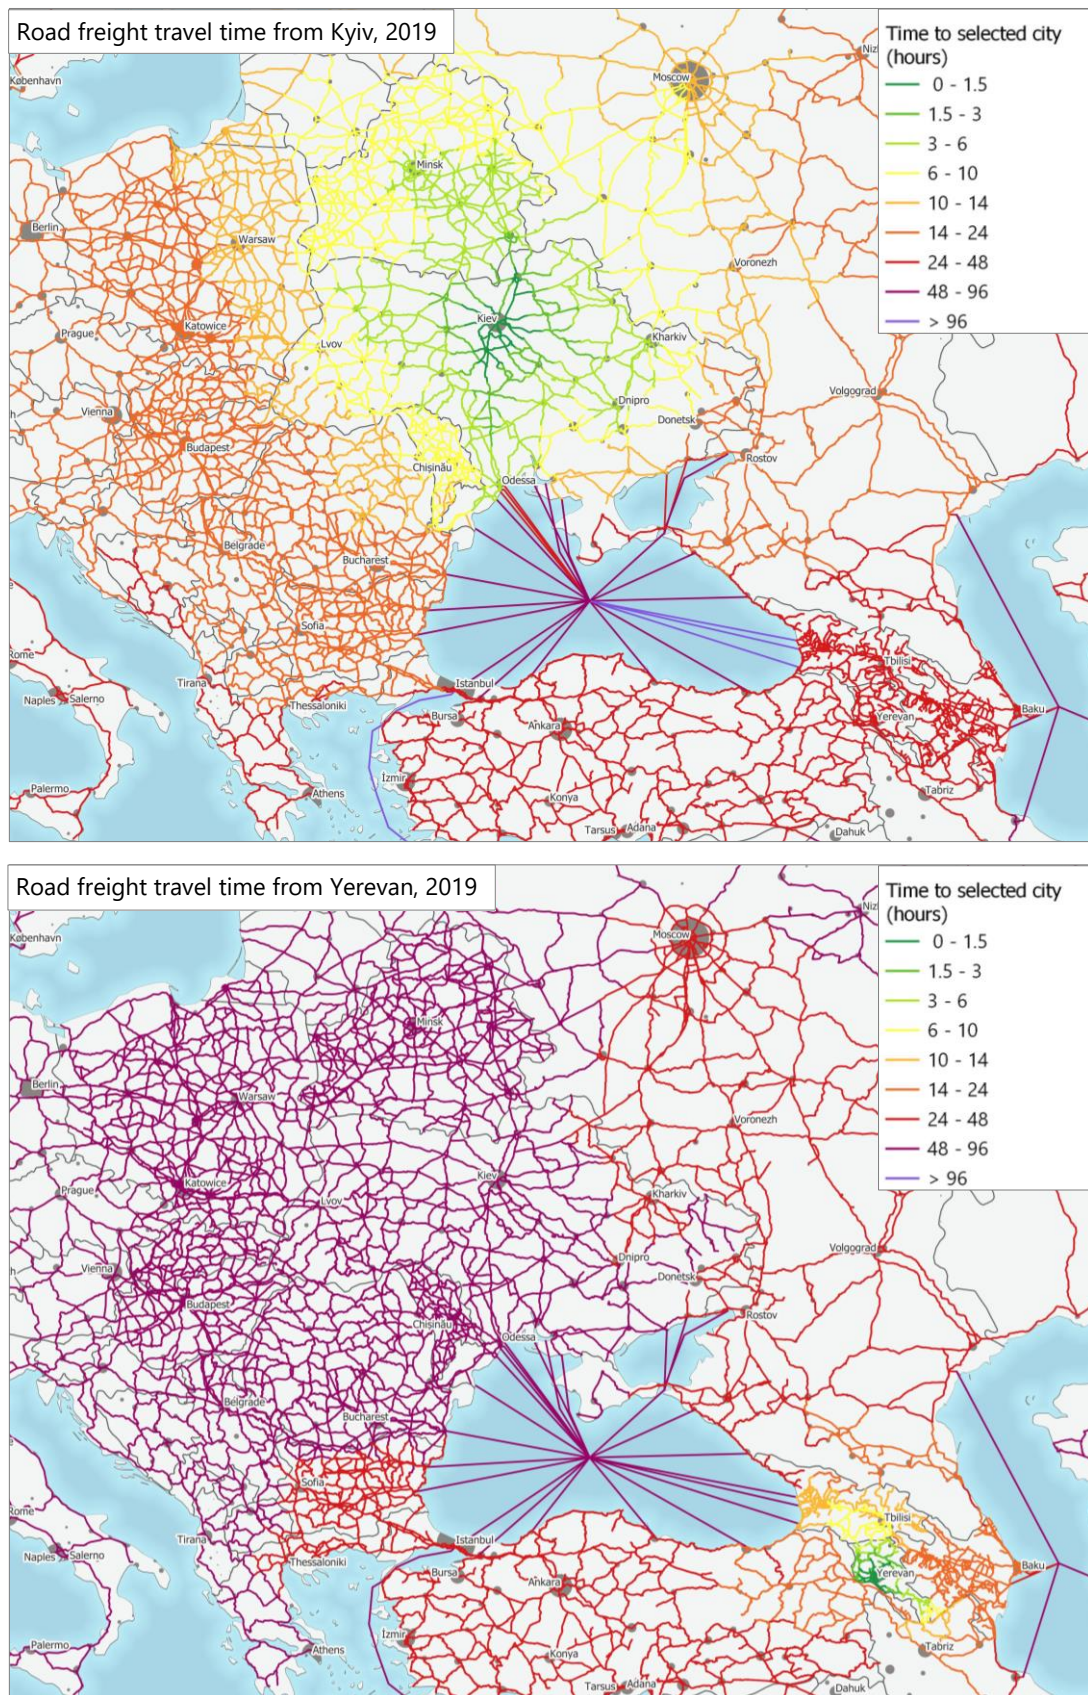 Road freight travel time from Kyiv, 2019
Time to selected city
(hours)
0 - 1.5
1.5 - 3
3 - 6
6 - 10
10 - 14
14 - 24
24 - 48
48 - 96
> 96
København
Moscow
Niz
Minsk
Berlin
Warsaw
Voronezh
Kiev
Katowice
Prague
Lvov
Kharkiv
Volgograd
Vienna
Dnipro
Donetsk
Budapest
Chișinău
Rostov
Odessa
Belgrade
Bucharest
Sofia
Rome
Tirana
Tbilisi
Naples
Salerno
Istanbul
Thessaloniki
Bursa
Ankara
Yerevan
Baku
İzmir
Palermo
Athens
Konya
Tabriz
Tarsus
Adana
Dahuk
Road freight travel time from Yerevan, 2019
Time to selected city
(hours)
0 - 1.5
1.5 - 3
3 - 6
6 - 10
10 - 14
14 - 24
24 - 48
48 - 96
> 96
København
Moscow
Niz
Minsk
Berlin
Warsaw
Voronezh
Kiev
Katowice
Prague
Lvov
Kharkiv
Volgograd
Vienna
Dnipro
Donetsk
Budapest
Chișinău
Rostov
Odessa
Belgrade
Bucharest
Sofia
Rome
Tirana
Tbilisi
Naples
Salerno
Istanbul
Thessaloniki
Bursa
Ankara
Yerevan
Baku
İzmir
Palermo
Athens
Konya
Tabriz
Tarsus
Adana
Dahuk